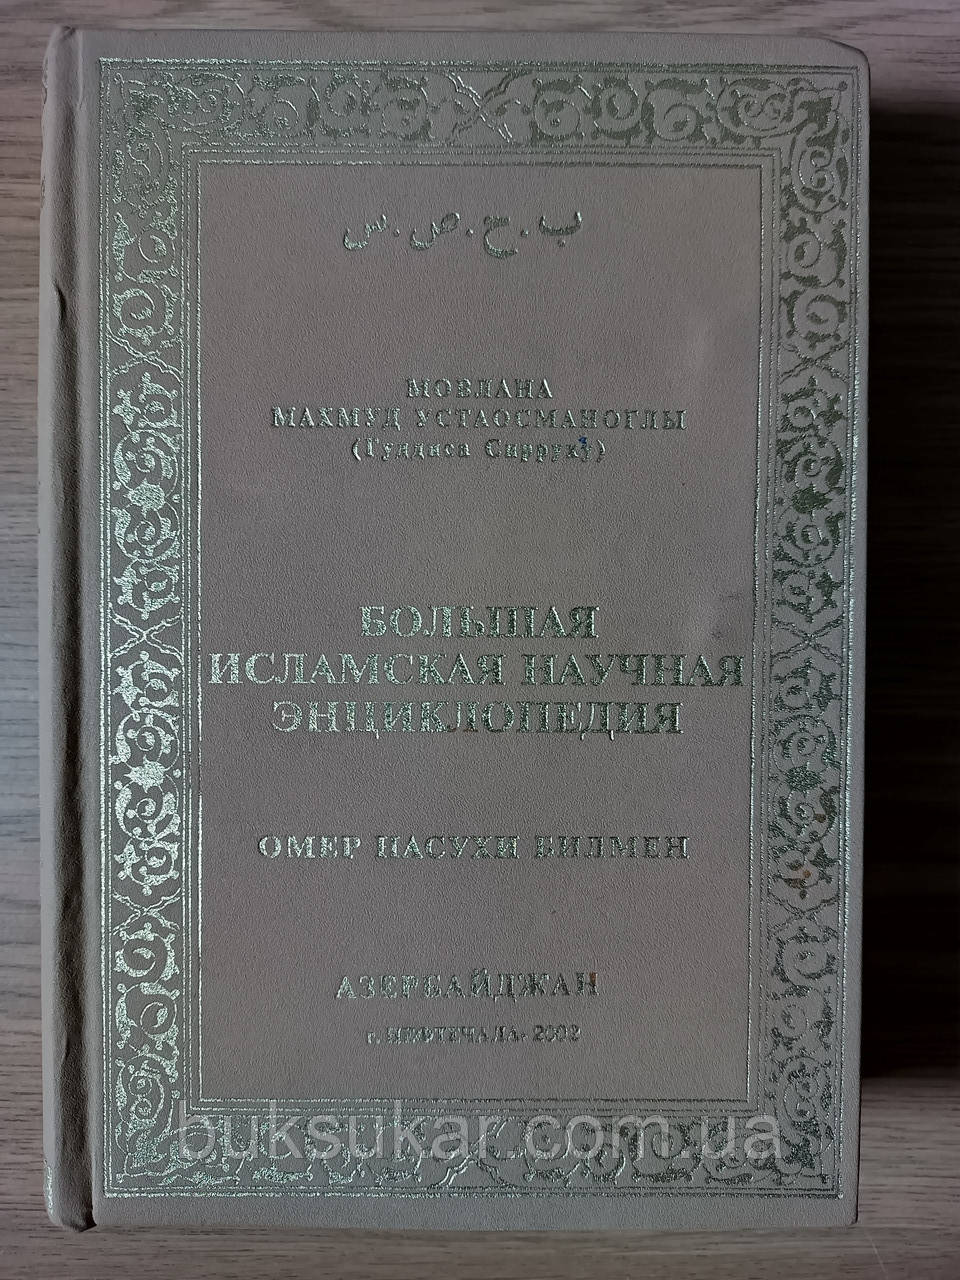 ب . ح . ص . س
МОВЛАНА
МАХМУД УСТАОСМАНОГЛЫ
(Гуддиса Сирруху)
БОЛЬШАЯ
ИСЛАМСКАЯ НАУЧНАЯ
ЭНЦИКЛОПЕДИЯ
ОМЕР НАСУХИ БИЛМЕН
АЗЕРБАЙДЖАН
г. НЕФТЕЧАЛА- 2002
buksukar.com.ua